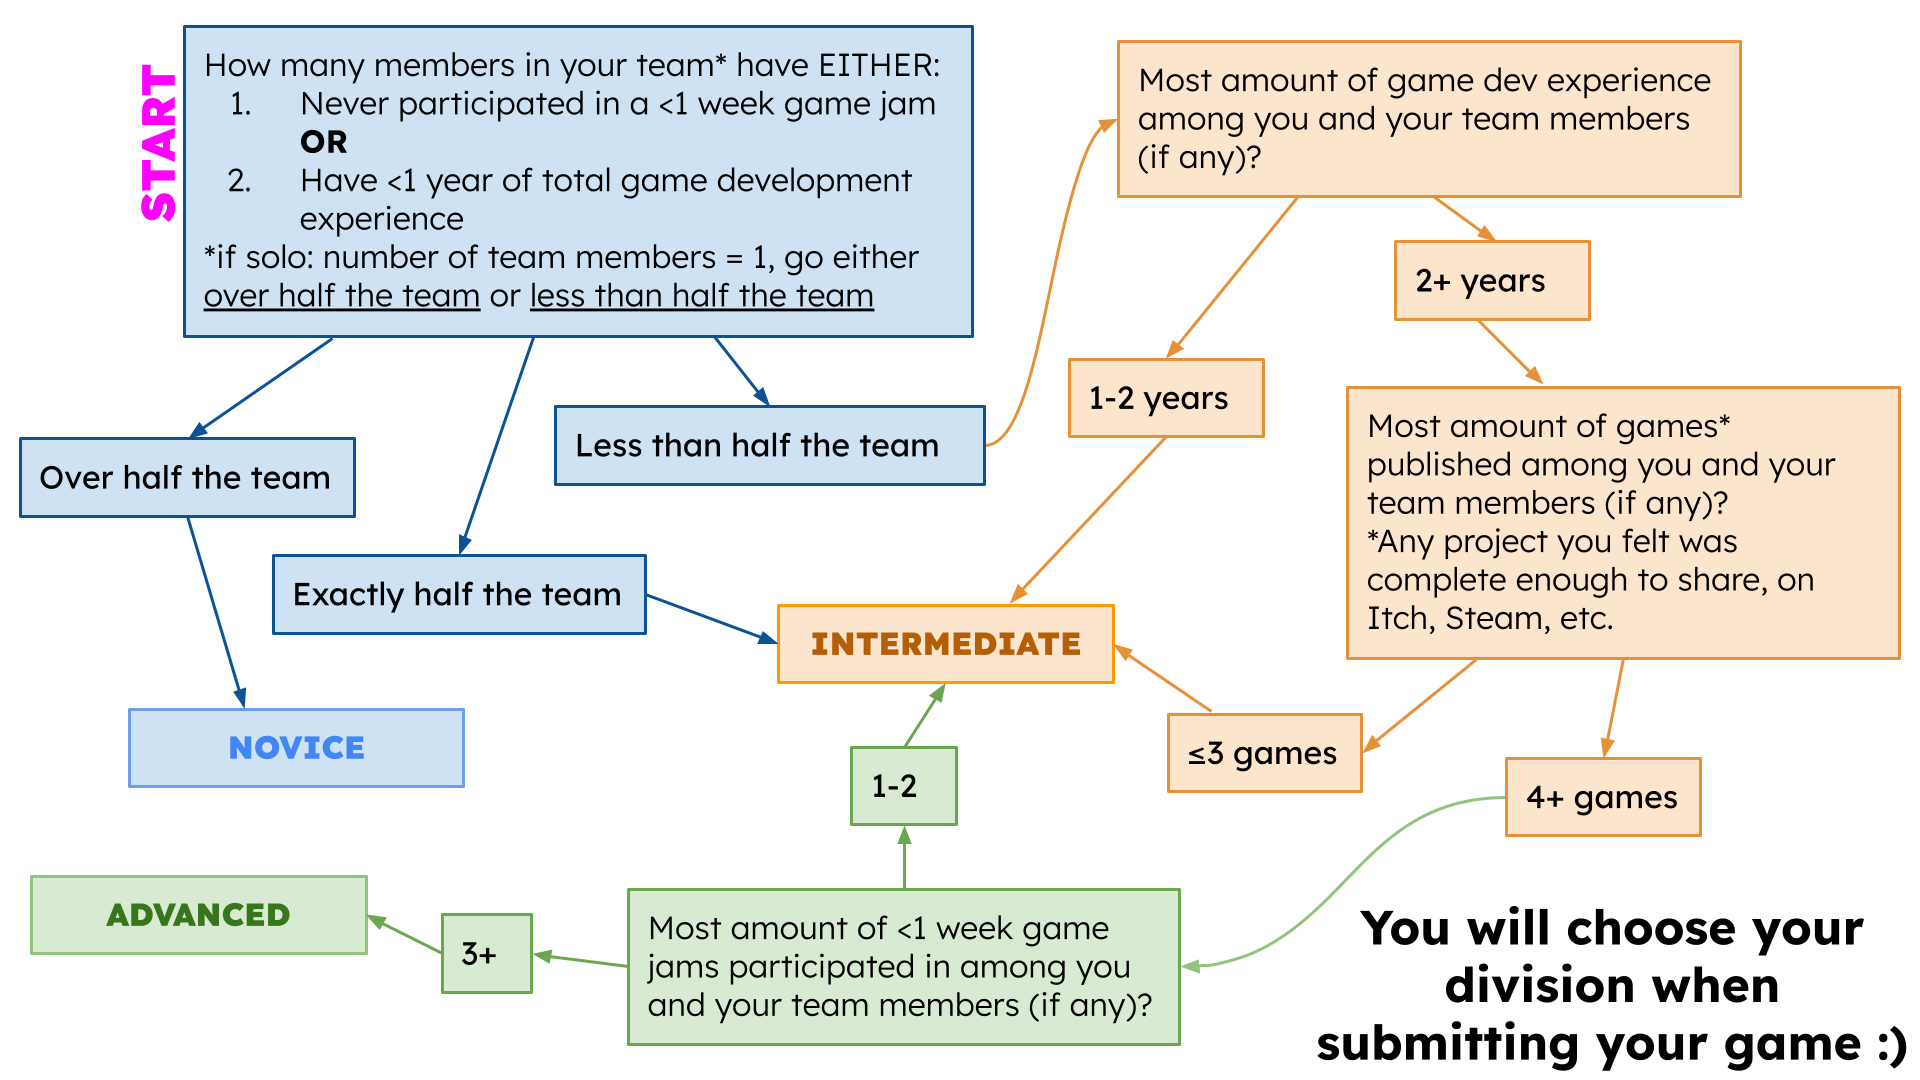 START
How many members in your team* have EITHER:
1. Never participated in a <1 week game jam
OR
2. Have <1 year of total game development
experience
*if solo: number of team members = 1, go either
over half the team or less than half the team
Over half the team
Exactly half the team
Less than half the team
NOVICE
Most amount of game dev experience
among you and your team members
(if any)?
1-2 years
2+ years
Most amount of games*
published among you and your
team members (if any)?
*Any project you felt was
complete enough to share, on
Itch, Steam, etc.
≤3 games
4+ games
INTERMEDIATE
1-2
Most amount of <1 week game
jams participated in among you
and your team members (if any)?
3+
ADVANCED
You will choose your
division when
submitting your game :)